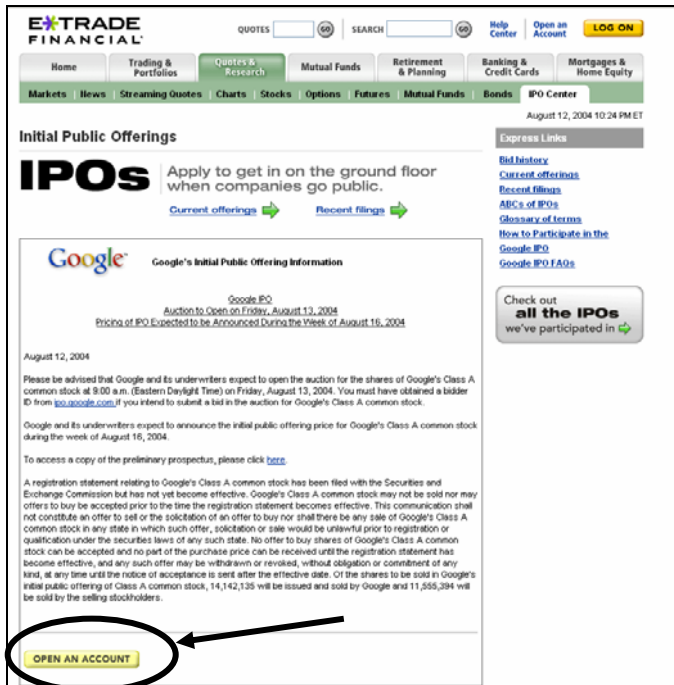 E*TRADE
FINANCIAL
QUOTES GO SEARCH GO Help Center Open an Account LOG ON
Home Trading & Portfolios Quotes & Research Mutual Funds Retirement & Planning Banking & Credit Cards Mortgages & Home Equity
Markets News Streaming Quotes Charts Stocks Options Futures Mutual Funds Bonds IPO Center
August 12, 2004 10:24 PM ET
Initial Public Offerings
IPOs
Apply to get in on the ground floor
when companies go public.
Current offerings Recent filings
Express Links
Bid history
Current offerings
Recent filings
ABCs of IPOs
Glossary of terms
How to Participate in the
Google IPO
Google IPO FAQs
Check out
all the IPOs
we've participated in
Google Google's Initial Public Offering Information
Google IPO
Auction to Open on Friday, August 13, 2004
Pricing of IPO Expected to be Announced During the Week of August 16, 2004
August 12, 2004
Please be advised that Google and its underwriters expect to open the auction for the shares of Google's Class A
common stock at 9:00 a.m. (Eastern Daylight Time) on Friday, August 13, 2004. You must have obtained a bidder
ID from ipo.google.com if you intend to submit a bid in the auction for Google's Class A common stock.
Google and its underwriters expect to announce the initial public offering price for Google's Class A common stock
during the week of August 16, 2004.
To access a copy of the preliminary prospectus, please click here.
A registration statement relating to Google's Class A common stock has been filed with the Securities and
Exchange Commission but has not yet become effective. Google's Class A common stock may not be sold nor may
offers to buy be accepted prior to the time the registration statement becomes effective. This communication shall
not constitute an offer to sell or the solicitation of an offer to buy nor shall there be any sale of Google's Class A
common stock in any state in which such offer, solicitation or sale would be unlawful prior to registration or
qualification under the securities laws of any such state. No offer to buy shares of Google's Class A common
stock can be accepted and no part of the purchase price can be received until the registration statement has
become effective, and any such offer may be withdrawn or revoked, without obligation or commitment of any
kind, at any time until the notice of acceptance is sent after the effective date. Of the shares to be sold in Google's
initial public offering of Class A common stock, 14,142,135 will be issued and sold by Google and 11,555,394 will
be sold by the selling stockholders.
OPEN AN ACCOUNT